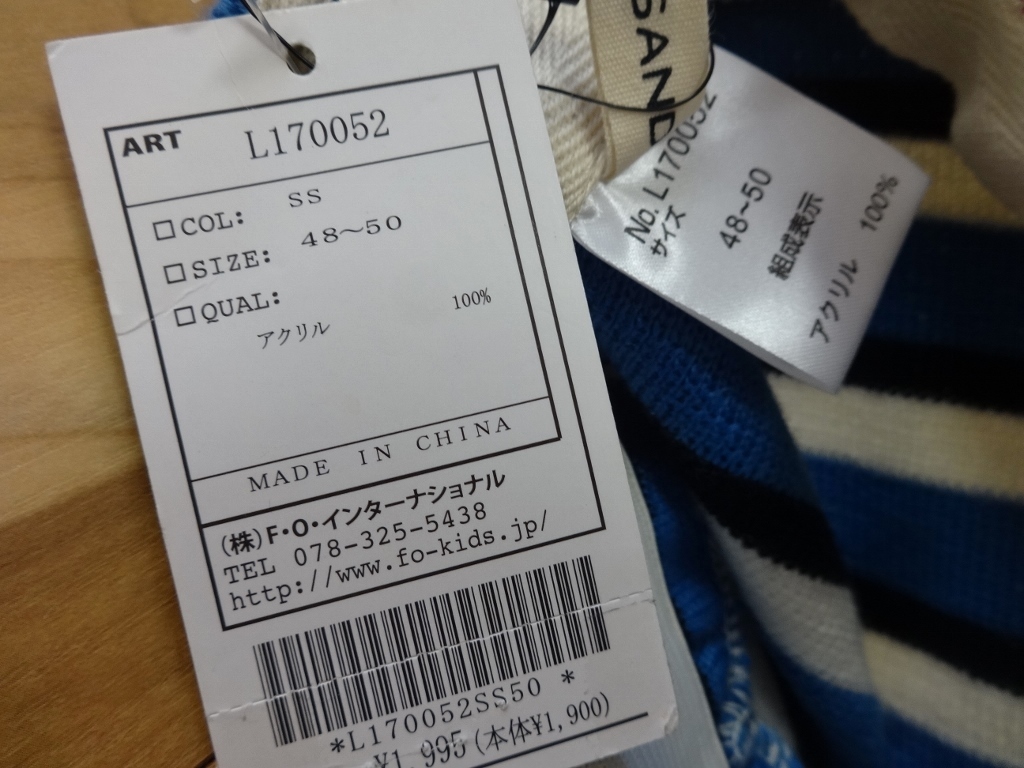 ART L170052
□COL: SS
□SIZE: 48～50
□QUAL:
アクリル 100%
MADE IN CHINA
(株)F・O・インターナショナル
TEL 078-325-5438
http://www.fo-kids.jp/
*L170052SS50 *
¥1,995(本体¥1,900)
SAND
No. L170052
サイズ
48~50
組成表示
アクリル 100%